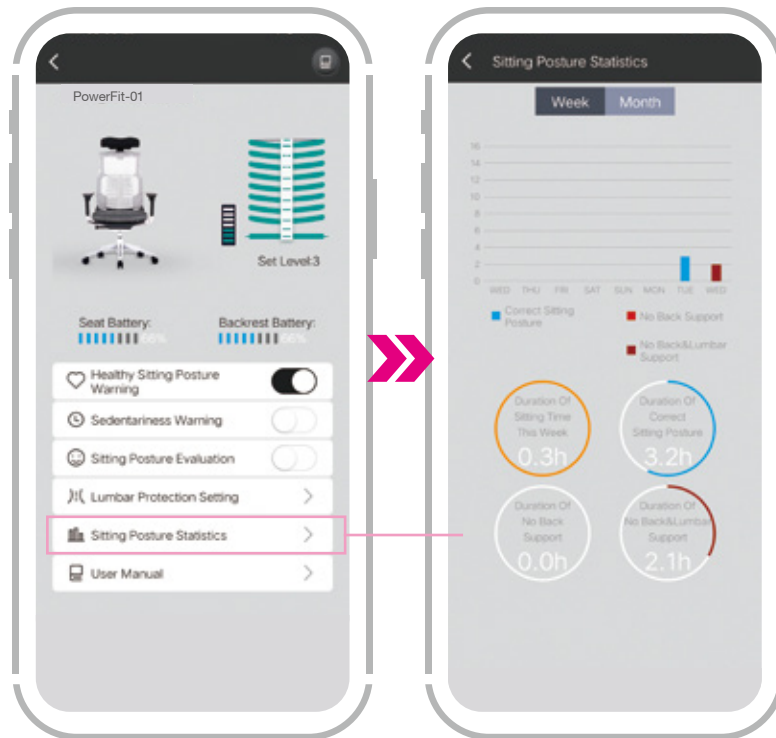 PowerFit-01
Set Level:3
Seat Battery:
66%
Backrest Battery:
66%
Healthy Sitting Posture
Warning
Sedentariness Warning
Sitting Posture Evaluation
Lumbar Protection Setting
Sitting Posture Statistics
User Manual
Sitting Posture Statistics
Week
Month
16
14
12
10
8
6
4
2
0
WED THU FRI SAT SUN MON TUE WED
Correct Sitting
Posture
No Back Support
No Back&Lumbar
Support
Duration Of
Sitting Time
This Week
0.3h
Duration Of
Correct
Sitting Posture
3.2h
Duration Of
No Back
Support
0.0h
Duration Of
No Back&Lumbar
Support
2.1h